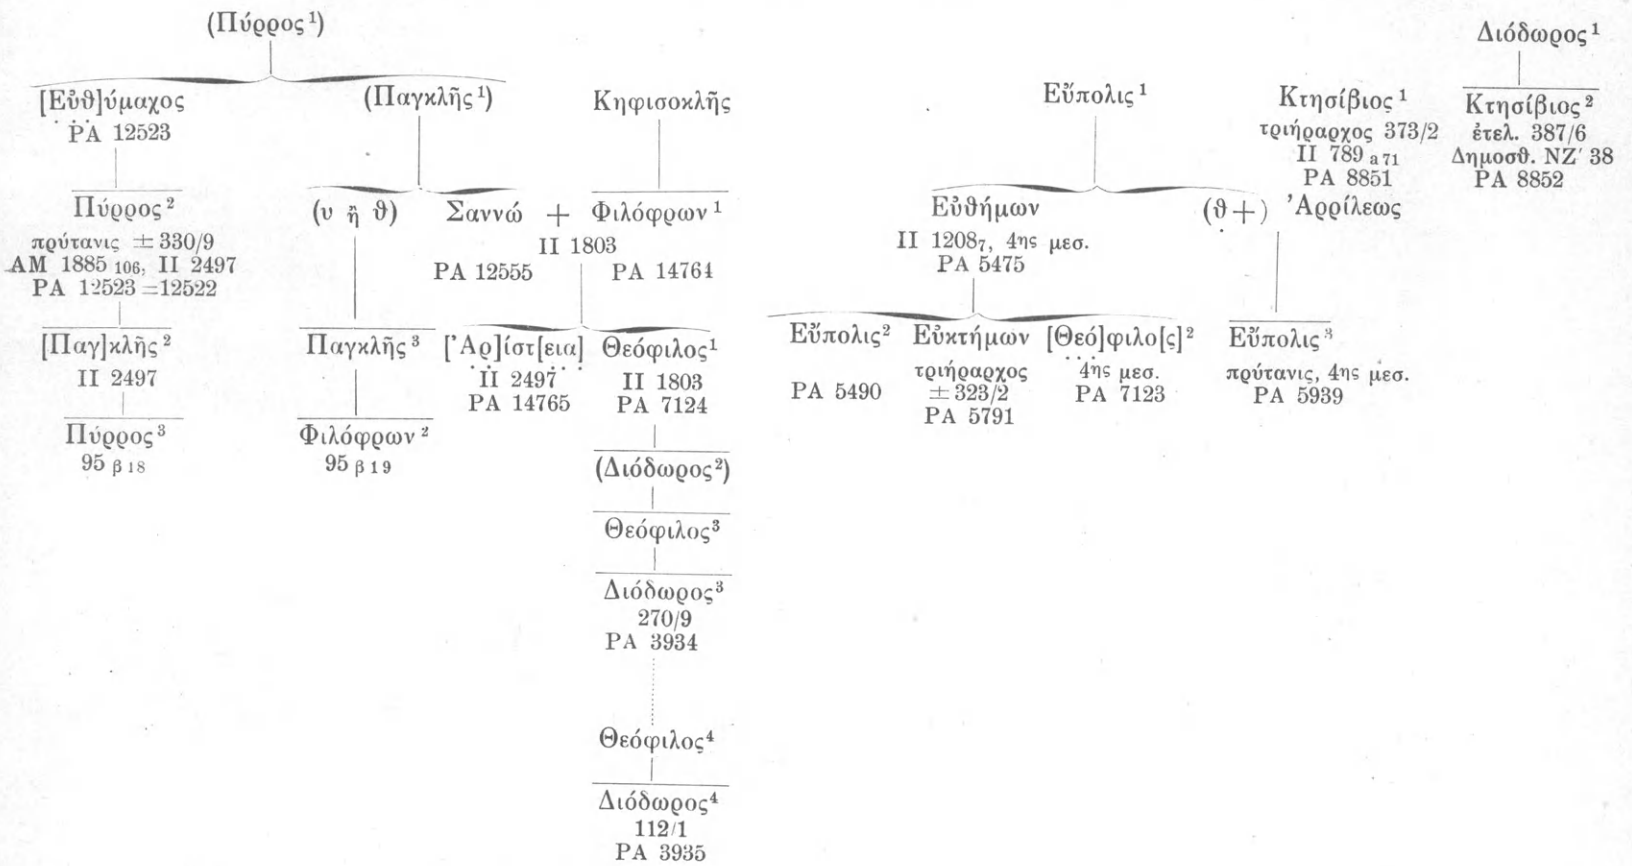 (Πύρρος¹)
Διόδωρος¹
[Εὐθ]ύμαχος (Παγκλῆς¹) Κηφισοκλῆς Εὔπολις¹ Κτησίβιος¹ Κτησίβιος²
PA 12523 τριήραρχος 373/2 ἐτελ. 387/6
II 789 a 71 Δημοσθ. ΝΖ′ 38
PA 8851 PA 8852
Πύρρος² (υ ἢ θ) Σαννώ + Φιλόφρων¹ Εὐθήμων (θ +) Ἀρρίλεως
πρύτανις ± 330/9 II 1803 II 1208₇, 4ης μεσ.
AM 1885 106, II 2497 PA 12555 PA 14764 PA 5475
PA 12523 = 12522
[Παγ]κλῆς² Παγκλῆς³ [Ἀρ]ίστ[εια] Θεόφιλος¹ Εὔπολις² Εὐκτήμων [Θεό]φιλο[ς]² Εὔπολις³
II 2497 II 2497 II 1803 τριήραρχος 4ης μεσ. πρύτανις, 4ης μεσ.
PA 14765 PA 7124 PA 5490 ± 323/2 PA 7123 PA 5939
PA 5791
Πύρρος³ Φιλόφρων²
95 β 18 95 β 19
(Διόδωρος²)
Θεόφιλος³
Διόδωρος³
270/9
PA 3934
Θεόφιλος⁴
Διόδωρος⁴
112/1
PA 3935